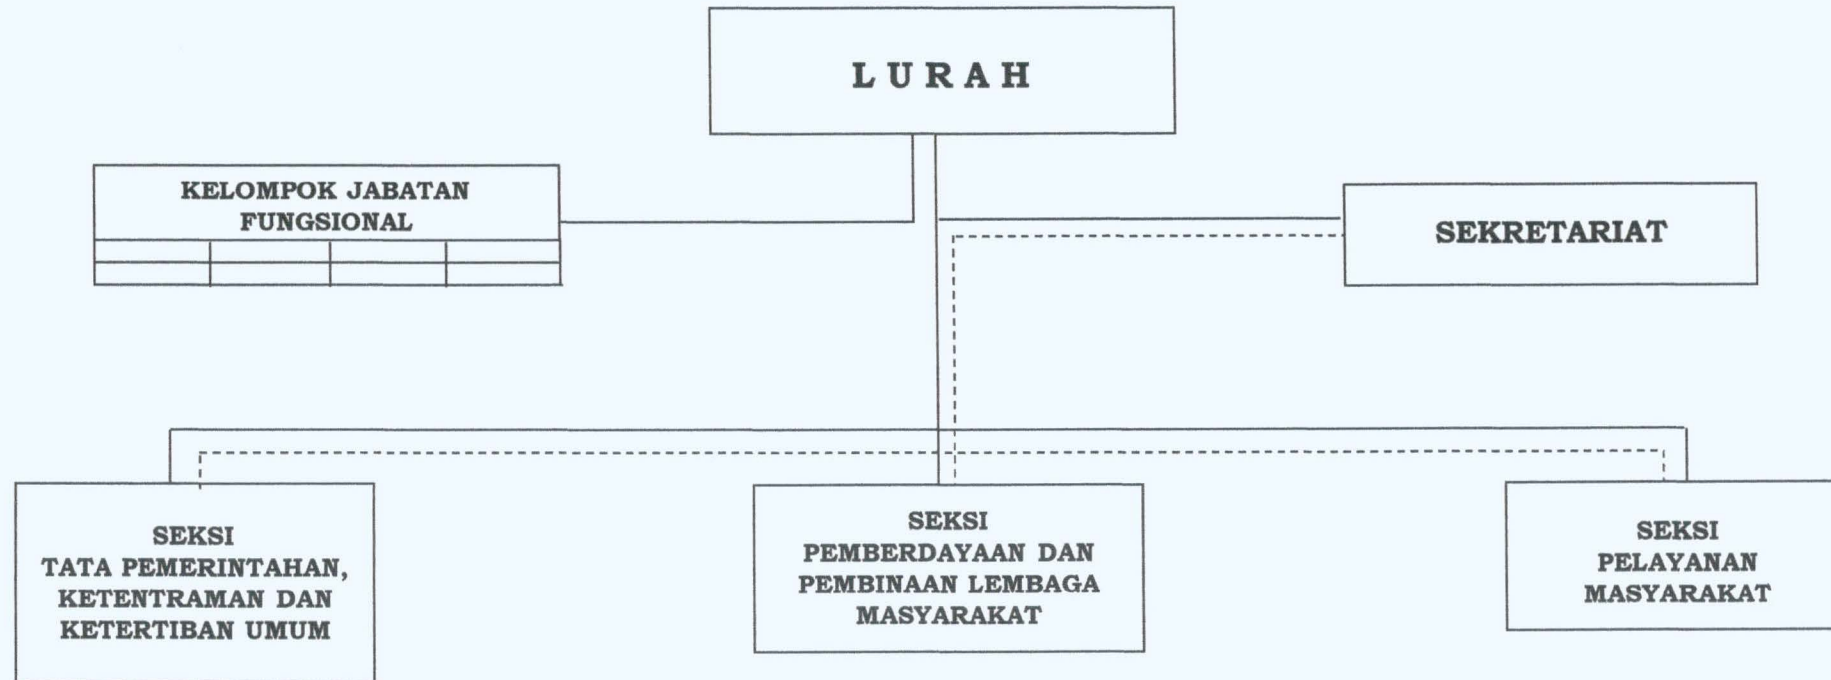 L U R A H
KELOMPOK JABATAN
FUNGSIONAL
SEKRETARIAT
SEKSI
TATA PEMERINTAHAN,
KETENTRAMAN DAN
KETERTIBAN UMUM
SEKSI
PEMBERDAYAAN DAN
PEMBINAAN LEMBAGA
MASYARAKAT
SEKSI
PELAYANAN
MASYARAKAT